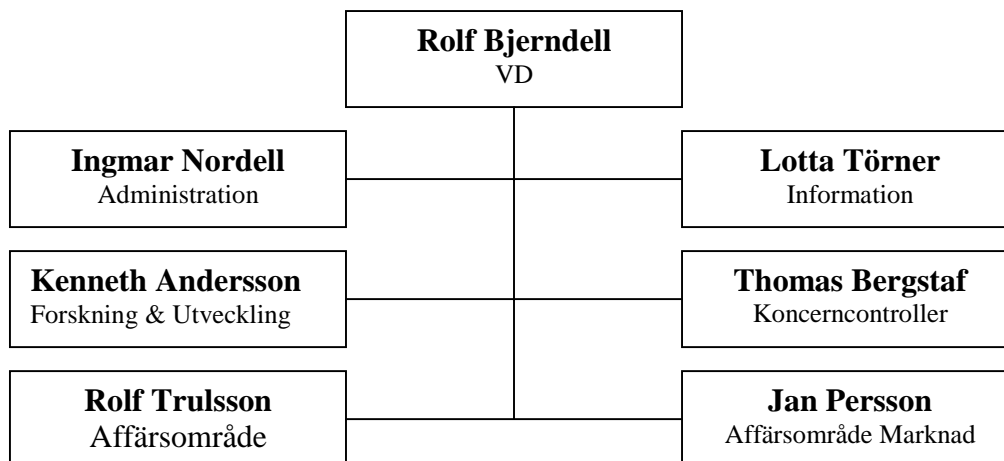 Rolf Bjerndell
VD
Ingmar Nordell
Administration
Lotta Törner
Information
Kenneth Andersson
Forskning & Utveckling
Thomas Bergstaf
Koncerncontroller
Rolf Trulsson
Affärsområde
Jan Persson
Affärsområde Marknad